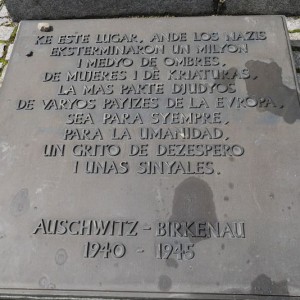 KE ESTE LUGAR, ANDE LOS NAZIS
EKSTERMINARON UN MILYON
I MEDYO DE OMBRES,
DE MUJERES I DE KRIATURAS,
LA MAS PARTE DJUDYOS
DE VARYOS PAYIZES DE LA EVROPA,
SEA PARA SYEMPRE,
PARA LA UMANIDAD,
UN GRITO DE DEZESPERO
I UNAS SINYALES.
AUSCHWITZ - BIRKENAU
1940 - 1945